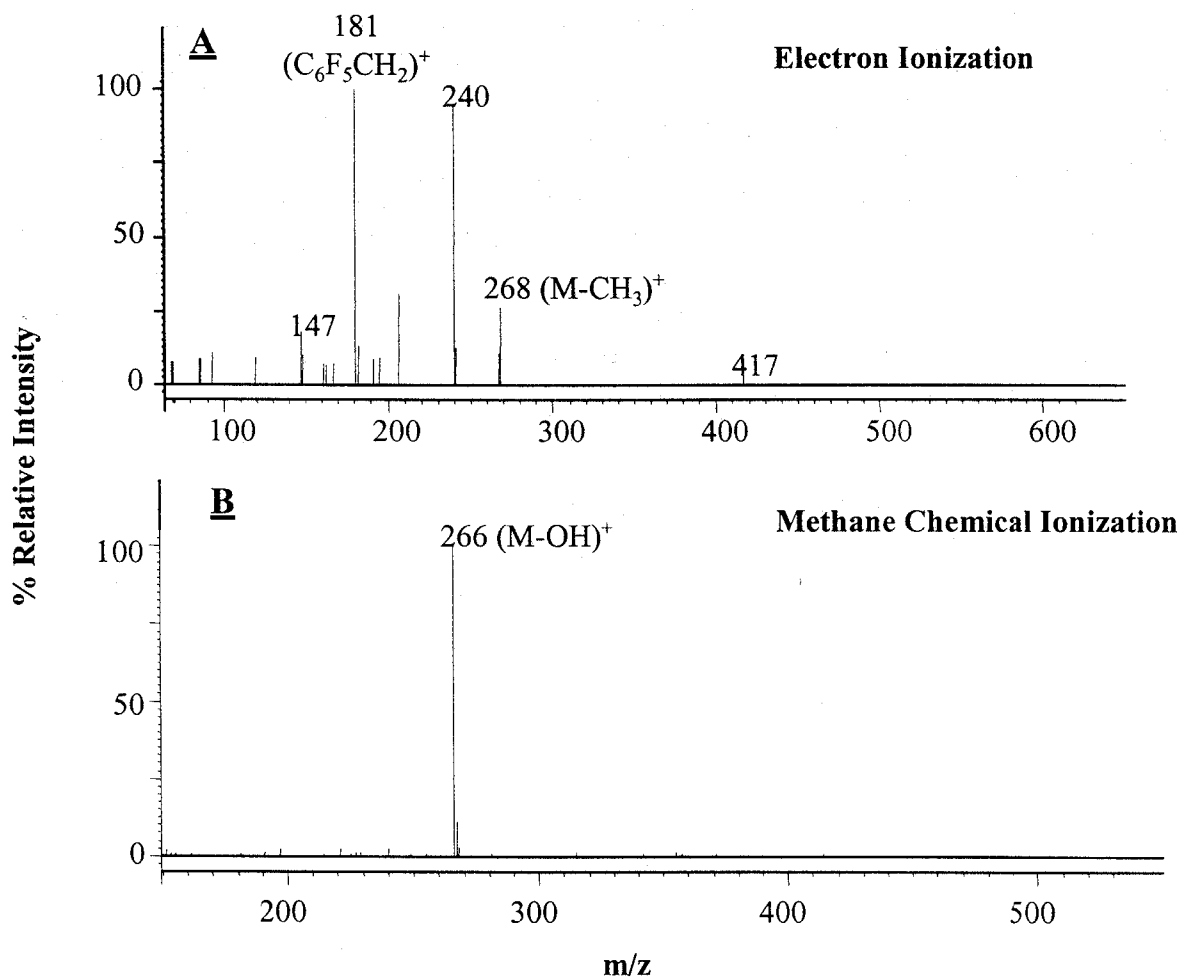 A
181
(C₆F₅CH₂)⁺
Electron Ionization
100
240
50
268 (M-CH₃)⁺
147
417
0
100 200 300 400 500 600
% Relative Intensity
B
Methane Chemical Ionization
266 (M-OH)⁺
100
50
0
200 300 400 500
m/z